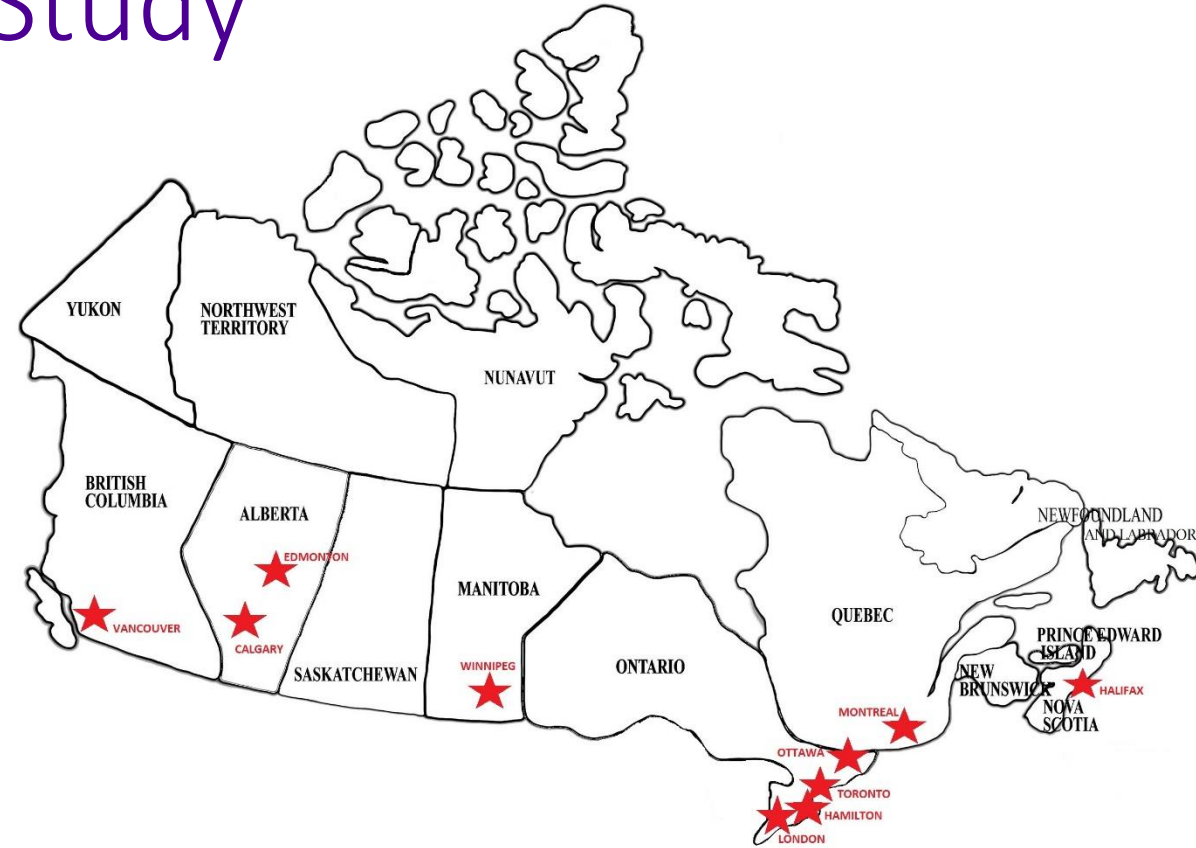 Study
YUKON
NORTHWEST
TERRITORY
NUNAVUT
BRITISH
COLUMBIA
ALBERTA
EDMONTON
VANCOUVER
CALGARY
SASKATCHEWAN
MANITOBA
WINNIPEG
ONTARIO
QUEBEC
NEWFOUNDLAND
AND LABRADOR
PRINCE EDWARD
ISLAND
NEW
BRUNSWICK
HALIFAX
NOVA
SCOTIA
MONTREAL
OTTAWA
TORONTO
HAMILTON
LONDON